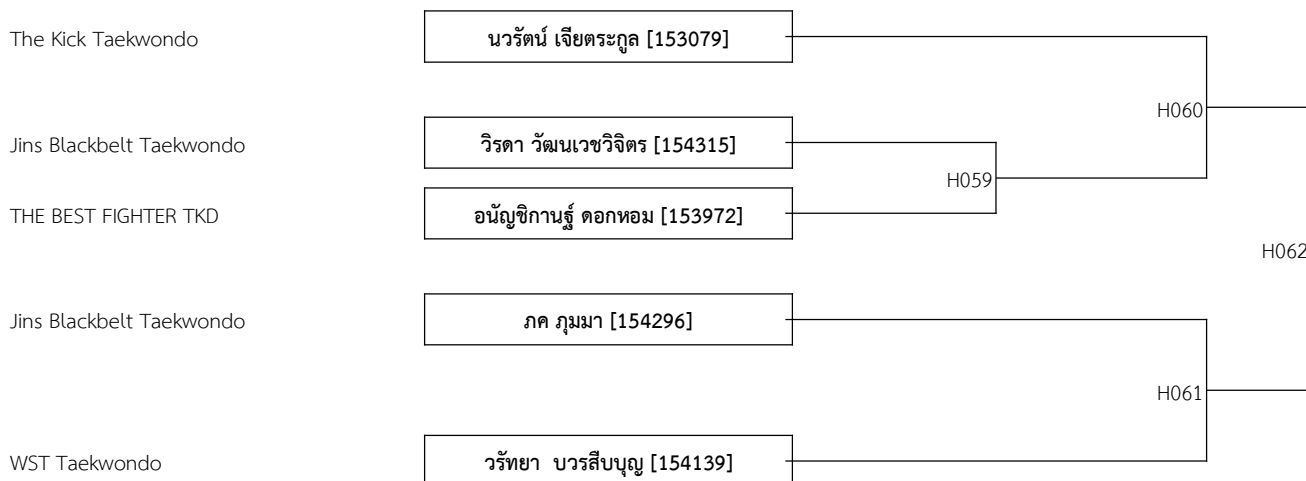 The Kick Taekwondo นวรัตน์ เจียตระกูล [153079]
H060
Jins Blackbelt Taekwondo วิรดา วัฒนเวชวิจิตร [154315]
H059
THE BEST FIGHTER TKD อนัญชิกานฐ์ ดอกหอม [153972]
H062
Jins Blackbelt Taekwondo ภค ภุมมา [154296]
H061
WST Taekwondo วรัทยา บวรสืบบุญ [154139]